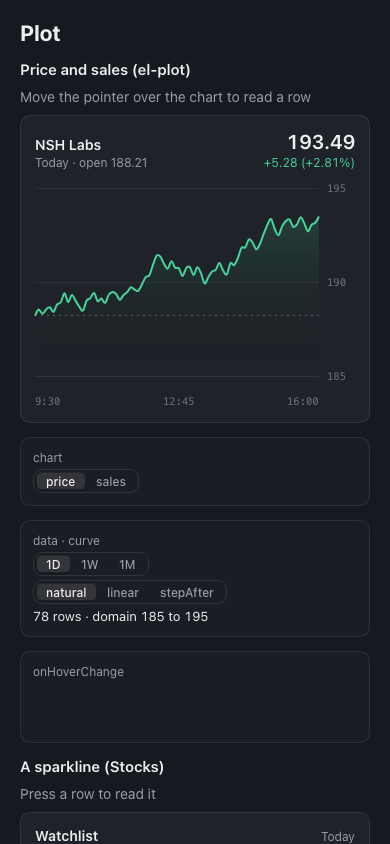 Plot
Price and sales (el-plot)
Move the pointer over the chart to read a row
NSH Labs
193.49
Today · open 188.21
+5.28 (+2.81%)
195
190
185
9:30
12:45
16:00
chart
price
sales
data · curve
1D
1W
1M
natural
linear
stepAfter
78 rows · domain 185 to 195
onHoverChange
A sparkline (Stocks)
Press a row to read it
Watchlist
Today